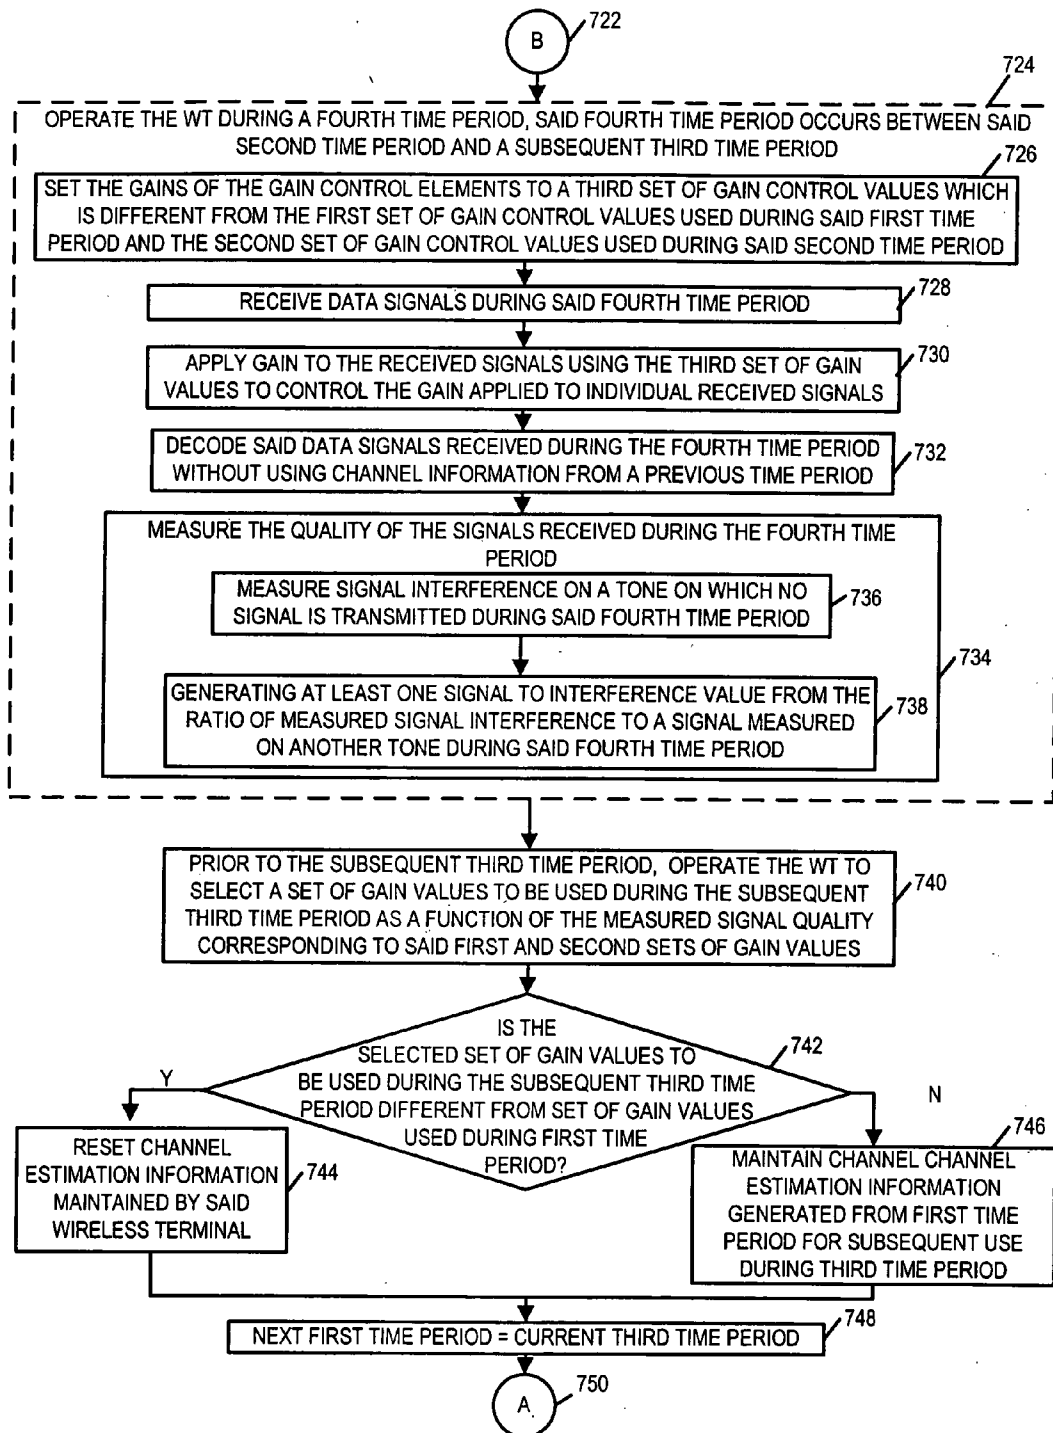 B
722
724
OPERATE THE WT DURING A FOURTH TIME PERIOD, SAID FOURTH TIME PERIOD OCCURS BETWEEN SAID
SECOND TIME PERIOD AND A SUBSEQUENT THIRD TIME PERIOD
726
SET THE GAINS OF THE GAIN CONTROL ELEMENTS TO A THIRD SET OF GAIN CONTROL VALUES WHICH
IS DIFFERENT FROM THE FIRST SET OF GAIN CONTROL VALUES USED DURING SAID FIRST TIME
PERIOD AND THE SECOND SET OF GAIN CONTROL VALUES USED DURING SAID SECOND TIME PERIOD
RECEIVE DATA SIGNALS DURING SAID FOURTH TIME PERIOD
728
APPLY GAIN TO THE RECEIVED SIGNALS USING THE THIRD SET OF GAIN
VALUES TO CONTROL THE GAIN APPLIED TO INDIVIDUAL RECEIVED SIGNALS
730
DECODE SAID DATA SIGNALS RECEIVED DURING THE FOURTH TIME PERIOD
WITHOUT USING CHANNEL INFORMATION FROM A PREVIOUS TIME PERIOD
732
MEASURE THE QUALITY OF THE SIGNALS RECEIVED DURING THE FOURTH TIME
PERIOD
MEASURE SIGNAL INTERFERENCE ON A TONE ON WHICH NO
SIGNAL IS TRANSMITTED DURING SAID FOURTH TIME PERIOD
736
734
GENERATING AT LEAST ONE SIGNAL TO INTERFERENCE VALUE FROM THE
RATIO OF MEASURED SIGNAL INTERFERENCE TO A SIGNAL MEASURED
ON ANOTHER TONE DURING SAID FOURTH TIME PERIOD
738
PRIOR TO THE SUBSEQUENT THIRD TIME PERIOD, OPERATE THE WT TO
SELECT A SET OF GAIN VALUES TO BE USED DURING THE SUBSEQUENT
THIRD TIME PERIOD AS A FUNCTION OF THE MEASURED SIGNAL QUALITY
CORRESPONDING TO SAID FIRST AND SECOND SETS OF GAIN VALUES
740
IS THE
SELECTED SET OF GAIN VALUES TO
BE USED DURING THE SUBSEQUENT THIRD TIME
PERIOD DIFFERENT FROM SET OF GAIN VALUES
USED DURING FIRST TIME
PERIOD?
742
Y
N
RESET CHANNEL
ESTIMATION INFORMATION
MAINTAINED BY SAID
WIRELESS TERMINAL
744
746
MAINTAIN CHANNEL CHANNEL
ESTIMATION INFORMATION
GENERATED FROM FIRST TIME
PERIOD FOR SUBSEQUENT USE
DURING THIRD TIME PERIOD
NEXT FIRST TIME PERIOD = CURRENT THIRD TIME PERIOD
748
A
750